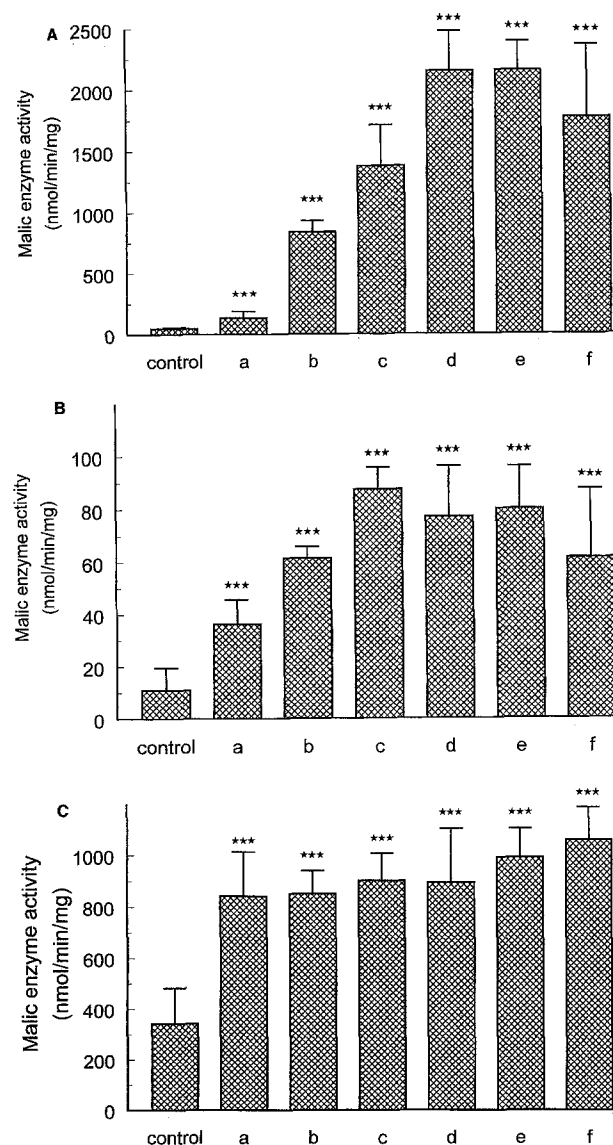 A
Malic enzyme activity
(nmol/min/mg)
2500
2000
1500
1000
500
0
★★★ ★★★ ★★★ ★★★ ★★★ ★★★
control a b c d e f
B
Malic enzyme activity
(nmol/min/mg)
100
80
60
40
20
0
★★★ ★★★ ★★★ ★★★ ★★★ ★★★
control a b c d e f
C
Malic enzyme activity
(nmol/min/mg)
1000
800
600
400
200
0
★★★ ★★★ ★★★ ★★★ ★★★ ★★★
control a b c d e f